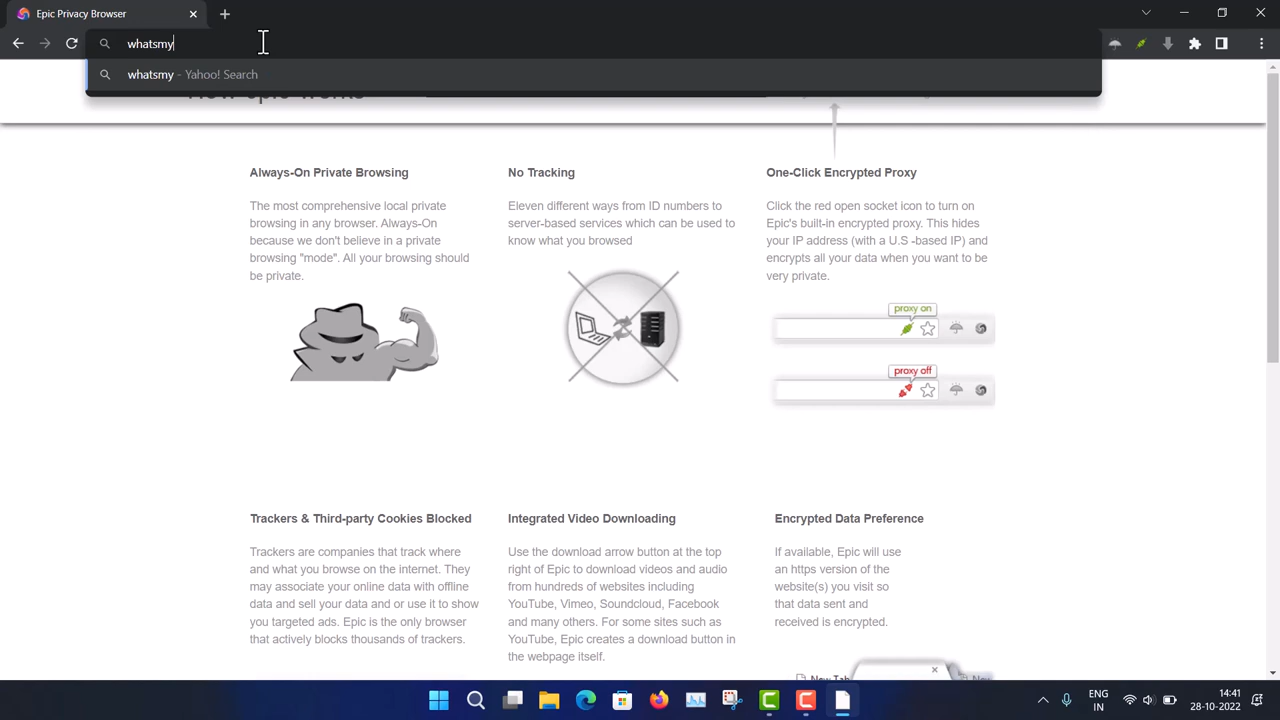 Epic Privacy Browser
whatsmy
whatsmy - Yahoo! Search
Always-On Private Browsing
The most comprehensive local private
browsing in any browser. Always-On
because we don't believe in a private
browsing "mode". All your browsing should
be private.
No Tracking
Eleven different ways from ID numbers to
server-based services which can be used to
know what you browsed
One-Click Encrypted Proxy
Click the red open socket icon to turn on
Epic's built-in encrypted proxy. This hides
your IP address (with a U.S -based IP) and
encrypts all your data when you want to be
very private.
proxy on
proxy off
Trackers & Third-party Cookies Blocked
Trackers are companies that track where
and what you browse on the internet. They
may associate your online data with offline
data and sell your data and or use it to show
you targeted ads. Epic is the only browser
that actively blocks thousands of trackers.
Integrated Video Downloading
Use the download arrow button at the top
right of Epic to download videos and audio
from hundreds of websites including
YouTube, Vimeo, Soundcloud, Facebook
and many others. For some sites such as
YouTube, Epic creates a download button in
the webpage itself.
Encrypted Data Preference
If available, Epic will use
an https version of the
website(s) you visit so
that data sent and
received is encrypted.
ENG
IN
14:41
28-10-2022